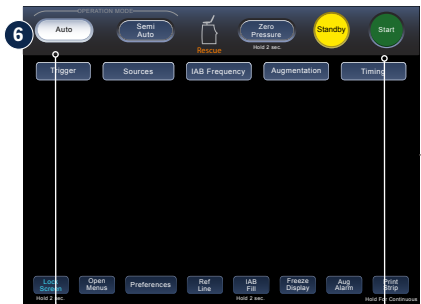 OPERATION MODE
6
Auto
Semi
Auto
Rescue
Zero
Pressure
Hold 2 sec.
Standby
Start
Trigger
Sources
IAB Frequency
Augmentation
Timing
Lock
Screen
Hold 2 sec.
Open
Menus
Preferences
Ref
Line
IAB
Fill
Hold 2 sec.
Freeze
Display
Aug
Alarm
Print
Strip
Hold For Continuous